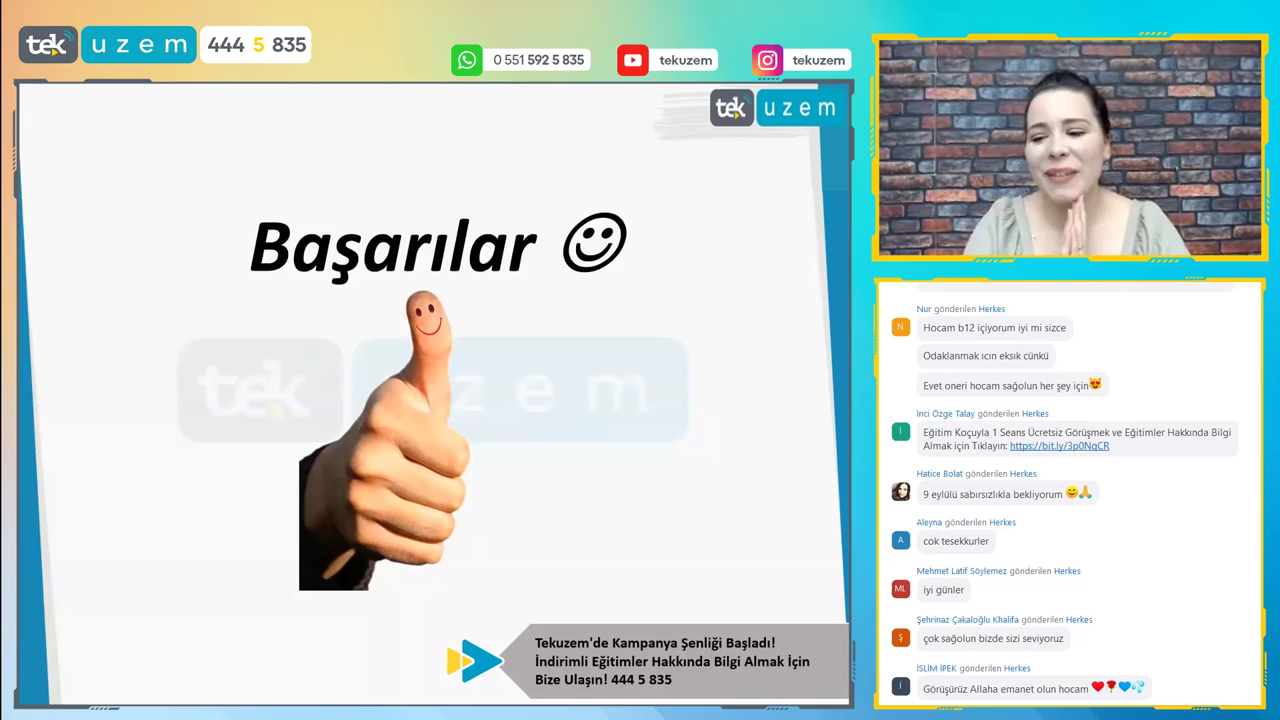 tek uzem 444 5 835
0 551 592 5 835
tekuzem
tekuzem
tek uzem
Başarılar
tek uzem
Tekuzem'de Kampanya Şenliği Başladı!
İndirimli Eğitimler Hakkında Bilgi Almak İçin
Bize Ulaşın! 444 5 835
Nur gönderilen Herkes
N
Hocam b12 içiyorum iyi mi sizce
Odaklanmak ıcın eksık cünkü
Evet oneri hocam sağolun her şey için😻
İnci Özge Talay gönderilen Herkes
İ
Eğitim Koçuyla 1 Seans Ücretsiz Görüşmek ve Eğitimler Hakkında Bilgi
Almak için Tıklayın: https://bit.ly/3p0NqCR
Hatice Bolat gönderilen Herkes
9 eylülü sabırsızlıkla bekliyorum 😊🙏
Aleyna gönderilen Herkes
A
cok tesekkurler
Mehmet Latif Söylemez gönderilen Herkes
ML
iyi günler
Şehrinaz Çakaloğlu Khalifa gönderilen Herkes
Ş
çok sağolun bizde sizi seviyoruz
İSLİM İPEK gönderilen Herkes
İ
Görüşürüz Allaha emanet olun hocam ❤️🌹💙💦